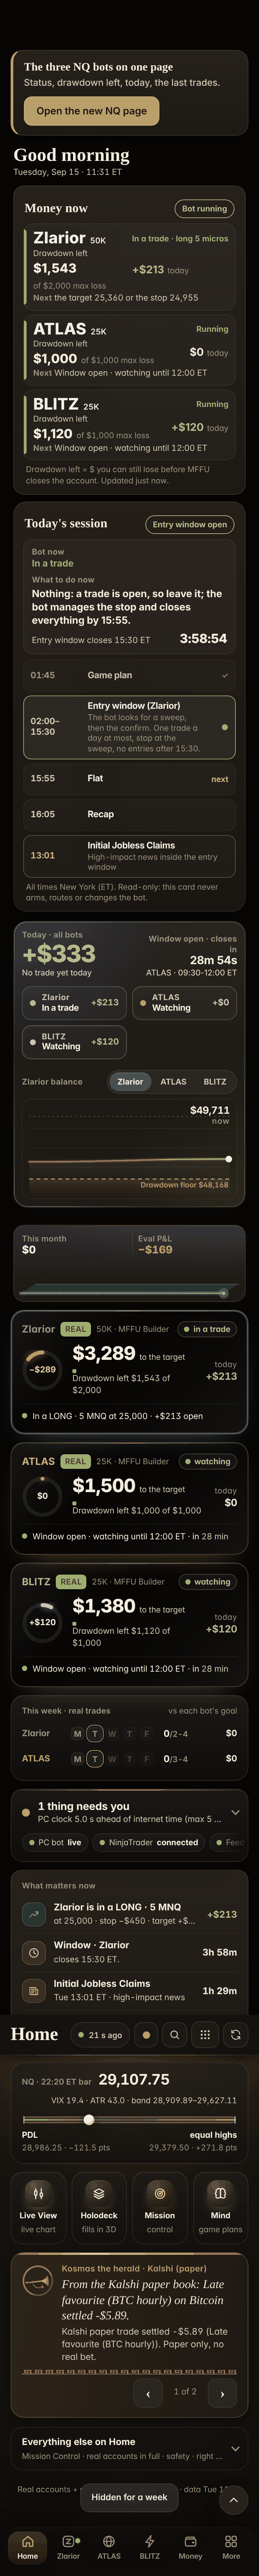 The three NQ bots on one page
Status, drawdown left, today, the last trades.
Open the new NQ page
Good morning
Tuesday, Sep 15 · 11:31 ET
Money now
Bot running
Zlarior 50K
In a trade · long 5 micros
Drawdown left
$1,543
+$213 today
of $2,000 max loss
Next the target 25,360 or the stop 24,955
ATLAS 25K
Running
Drawdown left
$0 today
$1,000 of $1,000 max loss
Next Window open · watching until 12:00 ET
BLITZ 25K
Running
Drawdown left
+$120 today
$1,120 of $1,000 max loss
Next Window open · watching until 12:00 ET
Drawdown left = $ you can still lose before MFFU
closes the account. Updated just now.
Today's session
Entry window open
Bot now
In a trade
What to do now
Nothing: a trade is open, so leave it; the
bot manages the stop and closes
everything by 15:55.
Entry window closes 15:30 ET
3:58:54
01:45
Game plan
✓
02:00–
15:30
Entry window (Zlarior)
The bot looks for a sweep,
then the confirm. One trade a
day at most, stop at the
sweep, no entries after 15:30.
15:55
Flat
next
16:05
Recap
13:01
Initial Jobless Claims
High-impact news inside the entry
window
All times New York (ET). Read-only: this card never
arms, routes or changes the bot.
Today · all bots
+$333
No trade yet today
Window open · closes
in
28m 54s
ATLAS · 09:30-12:00 ET
Zlarior
In a trade
+$213
ATLAS
Watching
+$0
BLITZ
Watching
+$120
Zlarior balance
Zlarior
ATLAS
BLITZ
$49,711
now
Drawdown floor $48,168
This month
$0
Eval P&L
−$169
Zlarior
REAL
50K · MFFU Builder
in a trade
−$289
$3,289 to the target
Drawdown left $1,543 of
$2,000
today
+$213
In a LONG · 5 MNQ at 25,000 · +$213 open
ATLAS
REAL
25K · MFFU Builder
watching
$0
$1,500 to the target
Drawdown left $1,000 of $1,000
today
$0
Window open · watching until 12:00 ET · in 28 min
BLITZ
REAL
25K · MFFU Builder
watching
+$120
$1,380 to the target
Drawdown left $1,120 of
$1,000
today
+$120
Window open · watching until 12:00 ET
This week · real trades
vs each bot's goal
Zlarior
M T W T F
0/2-4
$0
ATLAS
M T W T F
0/3-4
$0
1 thing needs you
PC clock 5.0 s ahead of internet time (max 5 ...
PC bot live
NinjaTrader connected
Feed
What matters now
Zlarior is in a LONG · 5 MNQ
at 25,000 · stop −$450 · target +$...
+$213
Window · Zlarior
closes 15:30 ET.
3h 58m
Initial Jobless Claims
Tue 13:01 ET · high-impact news
1h 29m
Home
21 s ago
NQ · 22:20 ET bar 29,107.75
VIX 19.4 · ATR 43.0 · band 28,909.89–29,627.11
PDL
equal highs
28,986.25 · −121.5 pts
29,379.50 · +271.8 pts
Live View
live chart
Holodeck
fills in 3D
Mission
control
Mind
game plans
Kosmas the herald · Kalshi (paper)
From the Kalshi paper book: Late
favourite (BTC hourly) on Bitcoin
settled -$5.89.
Kalshi paper trade settled -$5.89 (Late
favourite (BTC hourly)). Paper only, no
real bet.
‹
1 of 2
›
Everything else on Home
Mission Control · real accounts in full · safety · right ...
Real accounts +
· data Tue
Hidden for a week
Home
Zlarior
ATLAS
BLITZ
Money
More